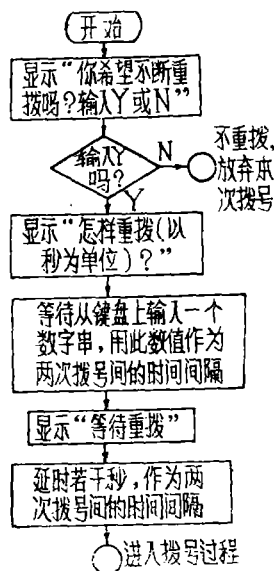 开始
显示“你希望不断重
拨吗?输入Y或N”
输入Y
吗?
N
不重拨,
放弃本
次拨号
Y
显示“怎样重拨(以
秒为单位)?”
等待从键盘上输入一个
数字串,用此数值作为
两次拨号间的时间间隔
显示“等待重拨”
延时若干秒,作为两
次拨号间的时间间隔
进入拨号过程